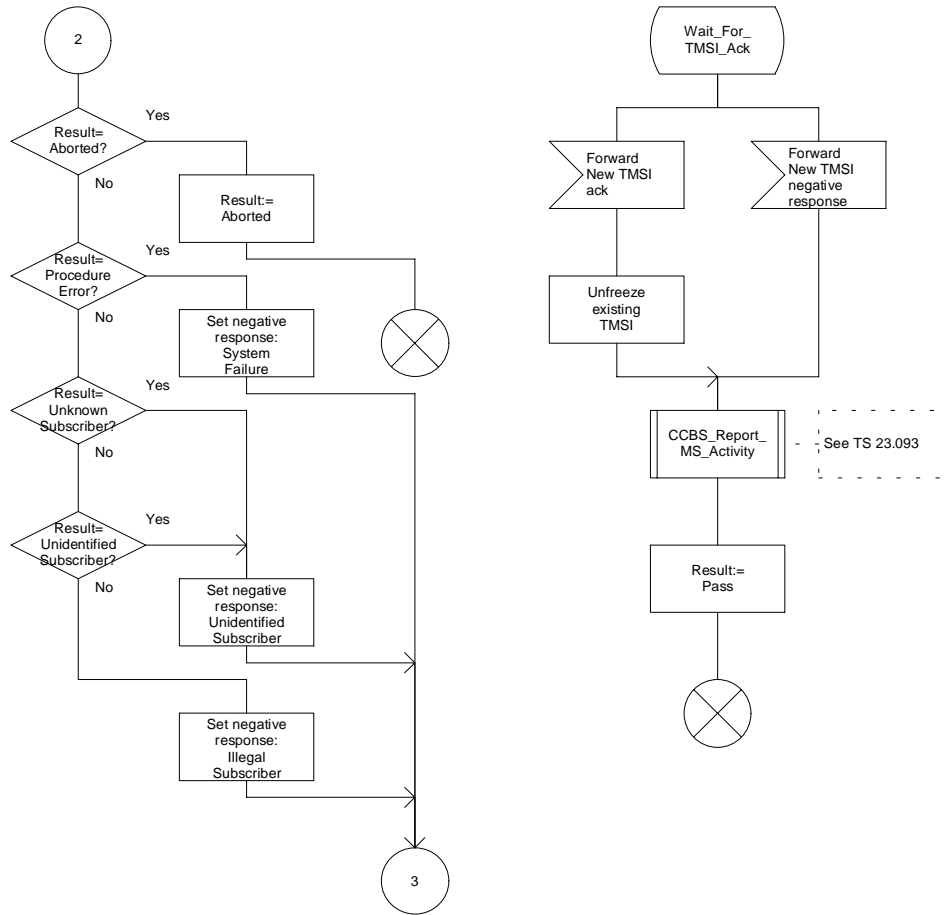 2
Result=
Aborted?
Yes
No
Result:=
Aborted
Result=
Procedure
Error?
Yes
No
Set negative
response:
System
Failure
Result=
Unknown
Subscriber?
Yes
No
Result=
Unidentified
Subscriber?
Yes
No
Set negative
response:
Unidentified
Subscriber
Set negative
response:
Illegal
Subscriber
3
Wait_For_
TMSI_Ack
Forward
New TMSI
ack
Forward
New TMSI
negative
response
Unfreeze
existing
TMSI
CCBS_Report_
MS_Activity
See TS 23.093
Result:=
Pass